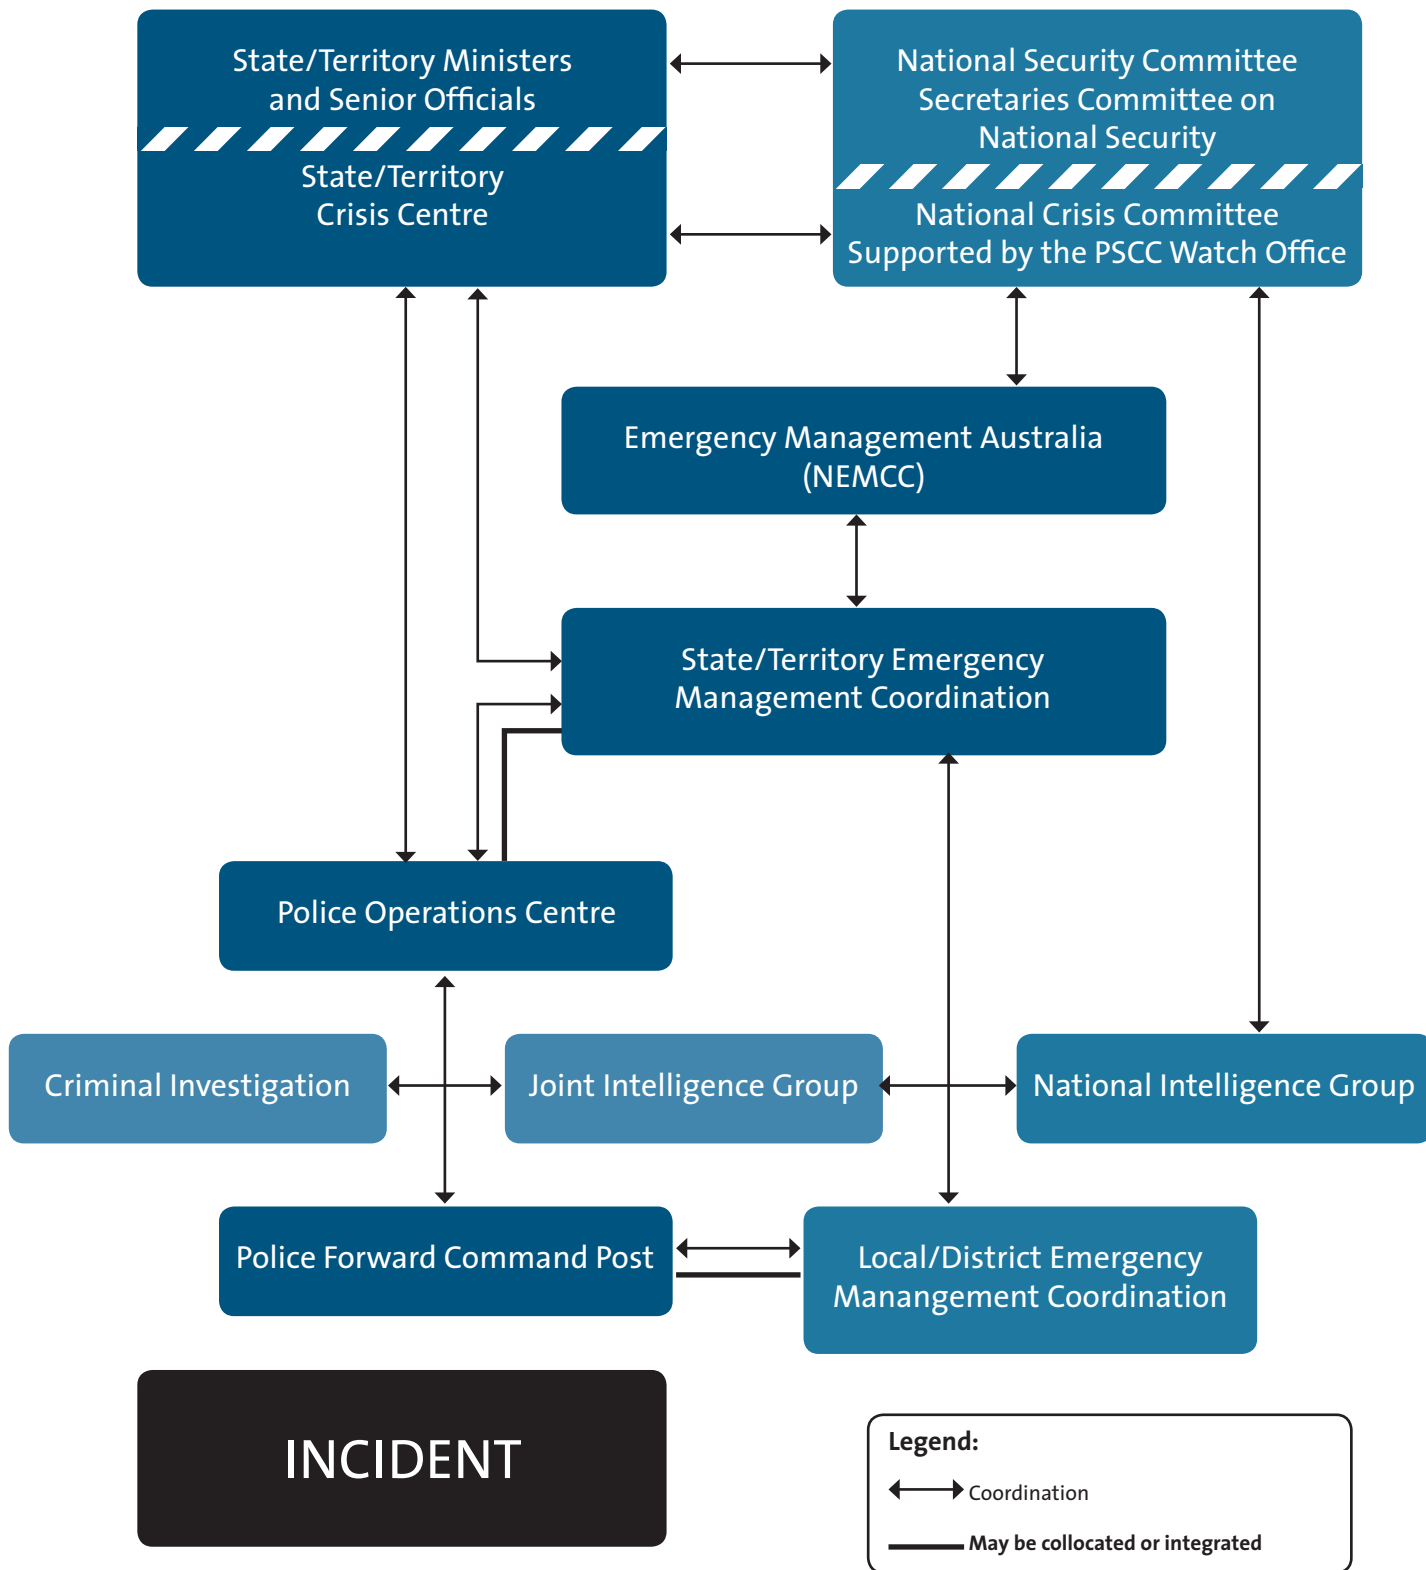 State/Territory Ministers
and Senior Officials
State/Territory
Crisis Centre
National Security Committee
Secretaries Committee on
National Security
National Crisis Committee
Supported by the PSCC Watch Office
Emergency Management Australia
(NEMCC)
State/Territory Emergency
Management Coordination
Police Operations Centre
Criminal Investigation
Joint Intelligence Group
National Intelligence Group
Police Forward Command Post
Local/District Emergency
Manangement Coordination
INCIDENT
Legend:
Coordination
May be collocated or integrated